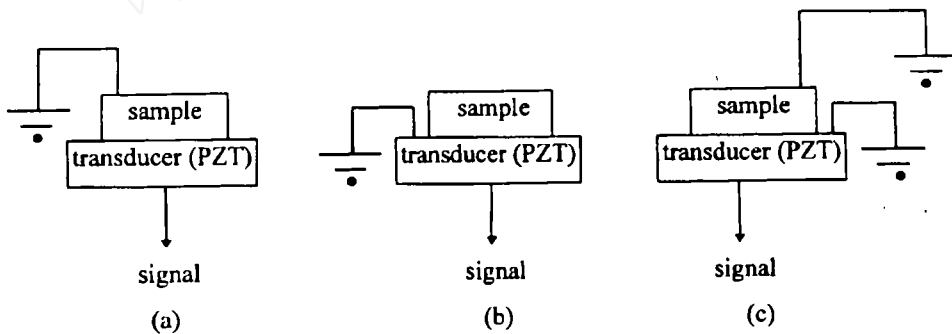 sample
transducer (PZT)
signal
(a)
sample
transducer (PZT)
signal
(b)
sample
transducer (PZT)
signal
(c)